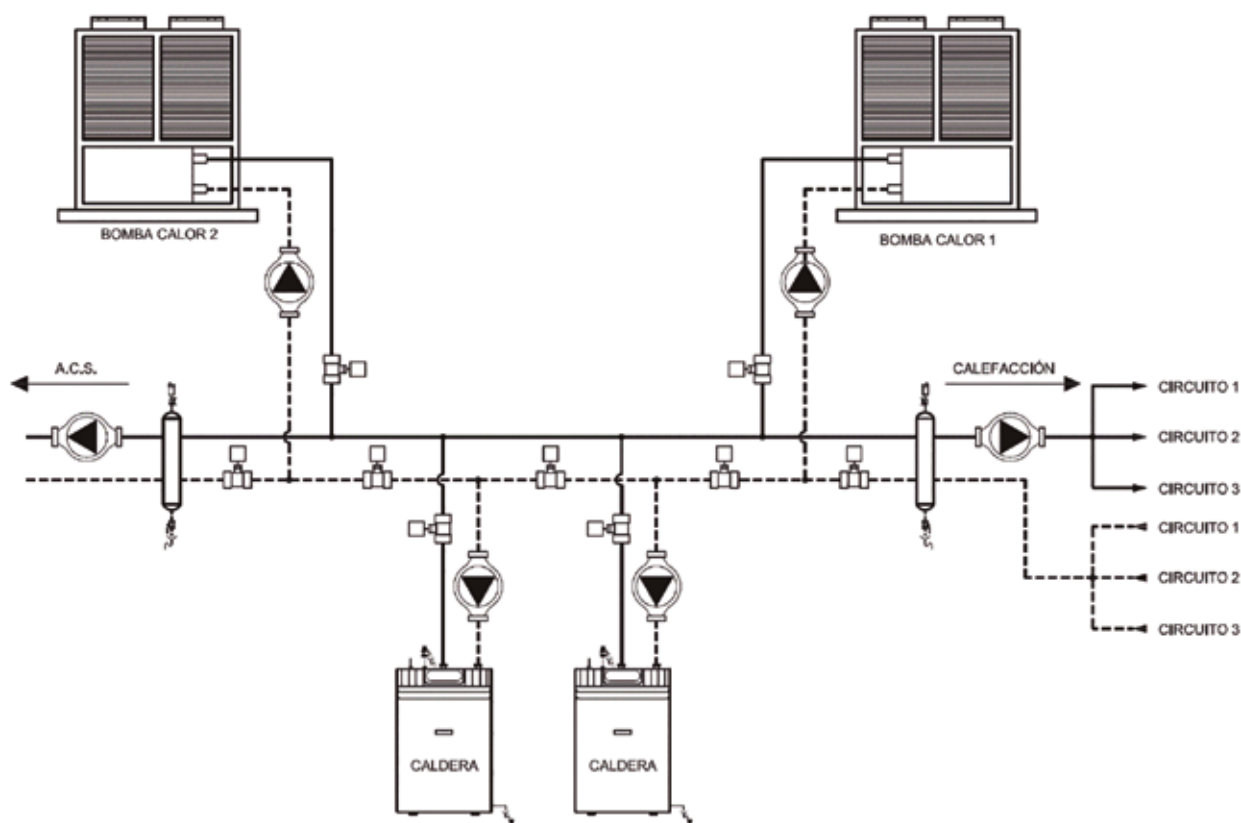 BOMBA CALOR 2
BOMBA CALOR 1
A.C.S.
CALEFACCIÓN
CIRCUITO 1
CIRCUITO 2
CIRCUITO 3
CIRCUITO 1
CIRCUITO 2
CIRCUITO 3
CALDERA
CALDERA